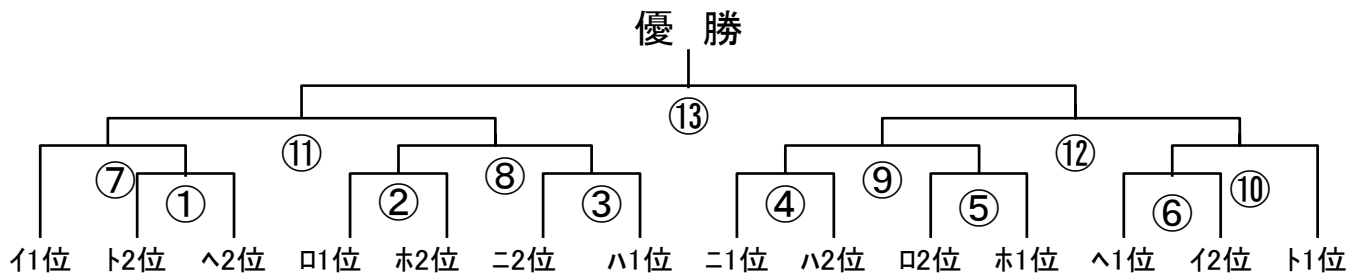 優 勝
⑬
⑪ ⑫
⑦ ⑧ ⑨ ⑩
① ② ③ ④ ⑤ ⑥
イ1位 ト2位 ヘ2位 ロ1位 ホ2位 ニ2位 ハ1位 ニ1位 ハ2位 ロ2位 ホ1位 ヘ1位 イ2位 ト1位